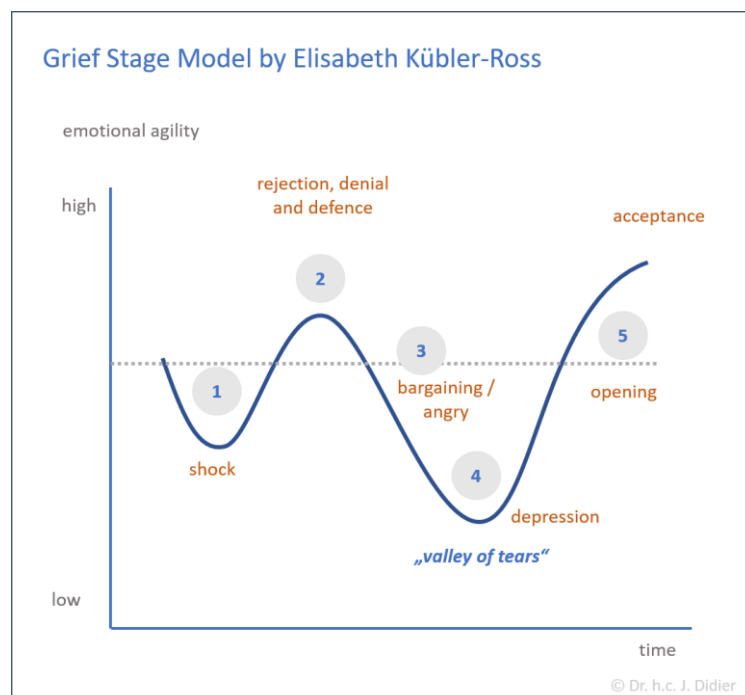 Grief Stage Model by Elisabeth Kübler-Ross
emotional agility
rejection, denial
and defence
high
acceptance
2
5
3
1
bargaining /
angry
opening
shock
4
depression
„valley of tears“
low
time
© Dr. h.c. J. Didier